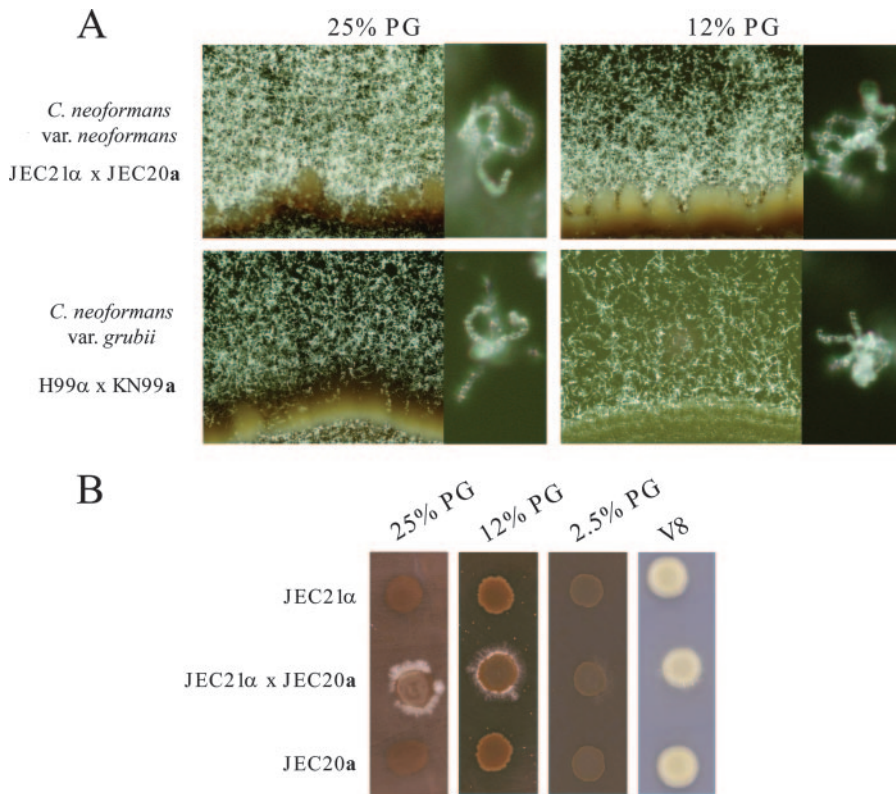 A
25% PG
12% PG
C. neoformans
var. neoformans
JEC21α x JEC20a
C. neoformans
var. grubii
H99α x KN99a
B
25% PG
12% PG
2.5% PG
V8
JEC21α
JEC21α x JEC20a
JEC20a